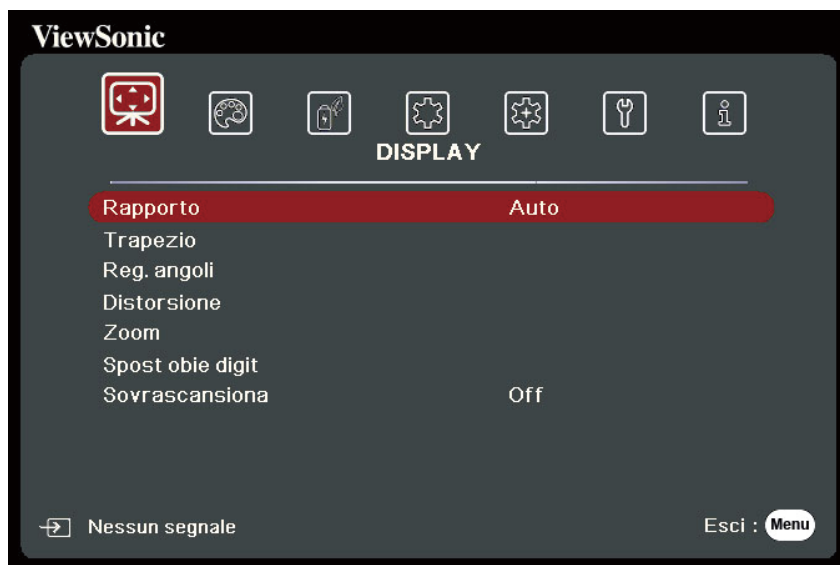 ViewSonic
DISPLAY
Rapporto Auto
Trapezio
Reg. angoli
Distorsione
Zoom
Spost obie digit
Sovrascansiona Off
Nessun segnale Esci : Menu